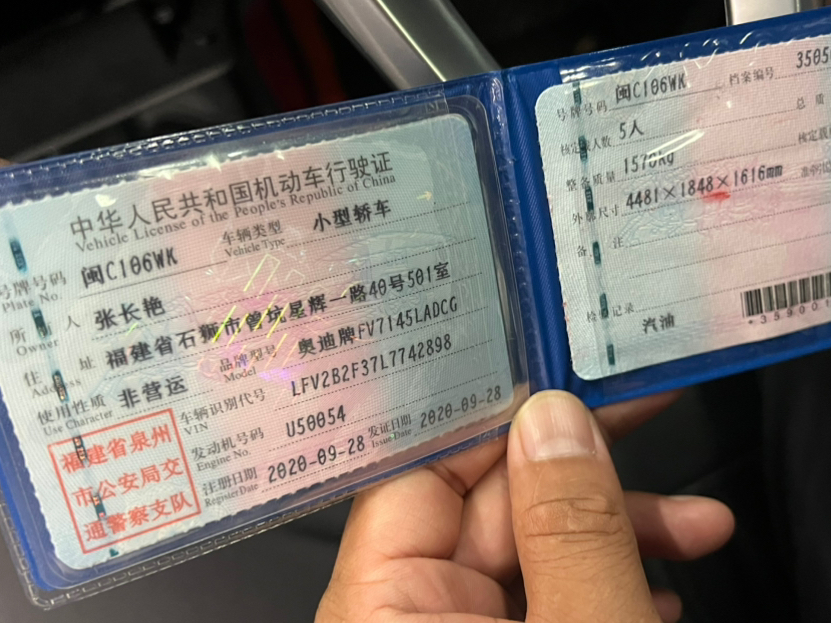 中华人民共和国机动车行驶证
Vehicle License of the People's Republic of China
号牌号码 闽C106WK 车辆类型 小型轿车
Plate No. Vehicle Type
所 人 张长艳
Owner
住 址 福建省石狮市曾坑星辉一路40号501室
Address
使用性质 非营运 品牌型号 奥迪牌FV7145LADCG
Use Character Model
车辆识别代号 LFV2B2F37L7742898
VIN
发动机号码 U50054
Engine No.
注册日期 2020-09-28 发证日期 2020-09-28
Register Date Issue Date
福建省泉州
市公安局交
通警察支队
号牌号码 闽C106WK 档案编号 3505
核定 人数 5人 总 质
整备质量 1570kg 核定载
外廓尺寸 4481×1848×1616mm
备 注
检 记录 汽油
*35900